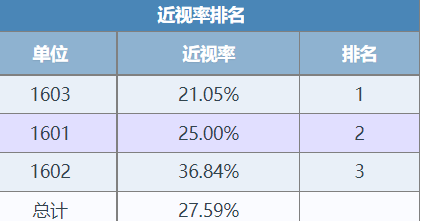 近视率排名
单位 近视率 排名
1603 21.05% 1
1601 25.00% 2
1602 36.84% 3
总计 27.59%